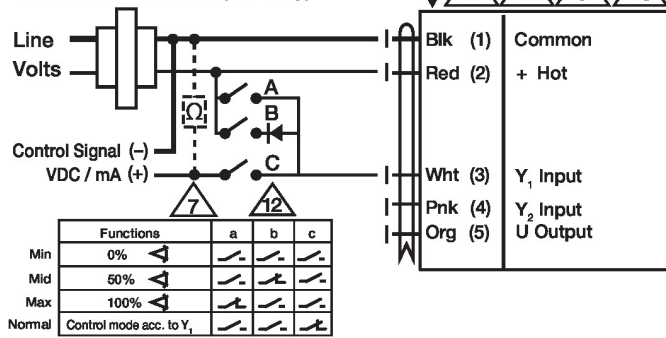 Line
Volts
Blk (1) Common
Red (2) + Hot
A
B
C
Ω
Control Signal (–)
VDC / mA (+)
7
12
Wht (3) Y1 Input
Pnk (4) Y2 Input
Org (5) U Output
Functions a b c
Min 0%
Mid 50%
Max 100%
Normal Control mode acc. to Y1